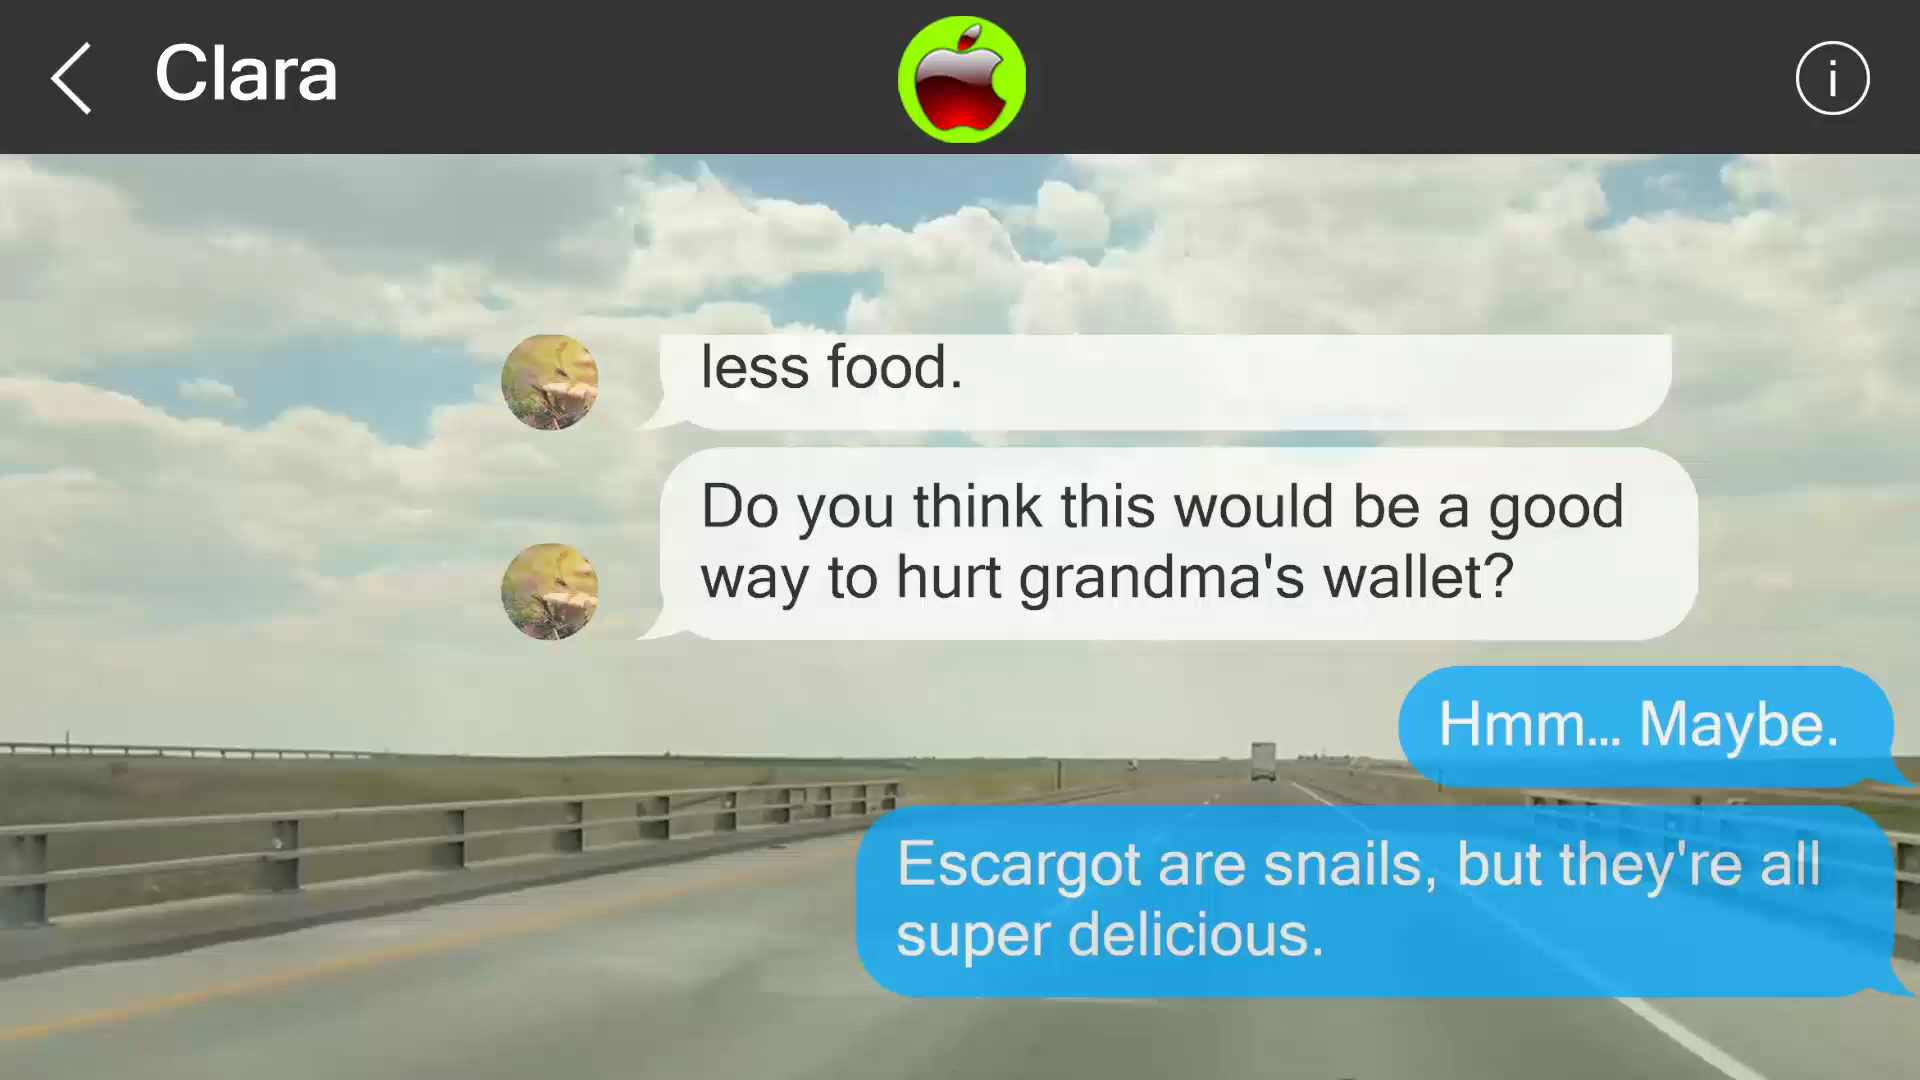 Clara
i
less food.
Do you think this would be a good
way to hurt grandma's wallet?
Hmm... Maybe.
Escargot are snails, but they're all
super delicious.